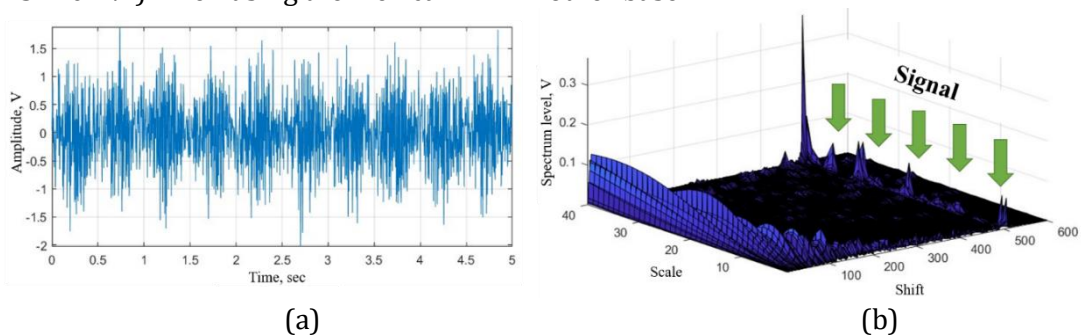 using the
1.5
1
0.5
0
-0.5
-1
-1.5
-2
Amplitude, V
0 0.5 1 1.5 2 2.5 3 3.5 4 4.5 5
Time, sec
(a)
Signal
Spectrum level, V
0.3
0.2
0.1
40 30 20 10
Scale
100 200 300 400 500 600
Shift
(b)